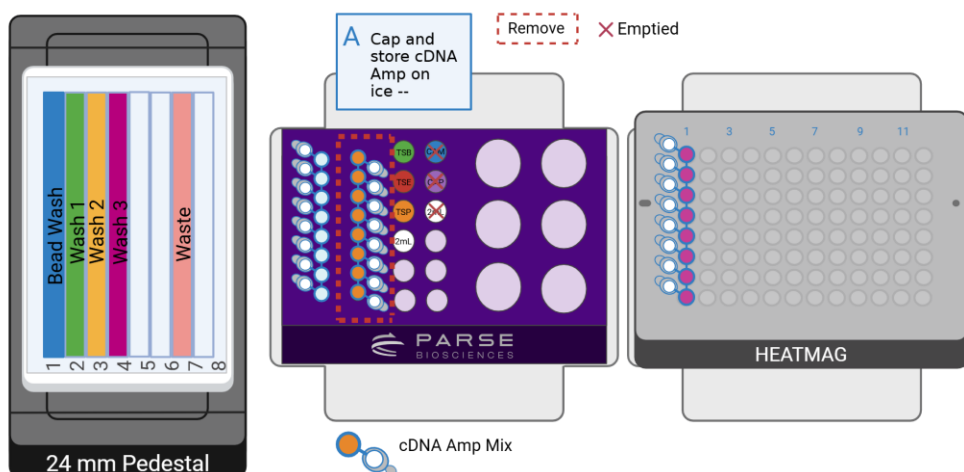 A Cap and
store cDNA
Amp on
ice --
Remove
Emptied
Bead Wash
Wash 1
Wash 2
Wash 3
Waste
1 2 3 4 5 6 7 8
24 mm Pedestal
TSB
TSE
TSP
2mL
2mL
PARSE
BIOSCIENCES
cDNA Amp Mix
1 3 5 7 9 11
HEATMAG